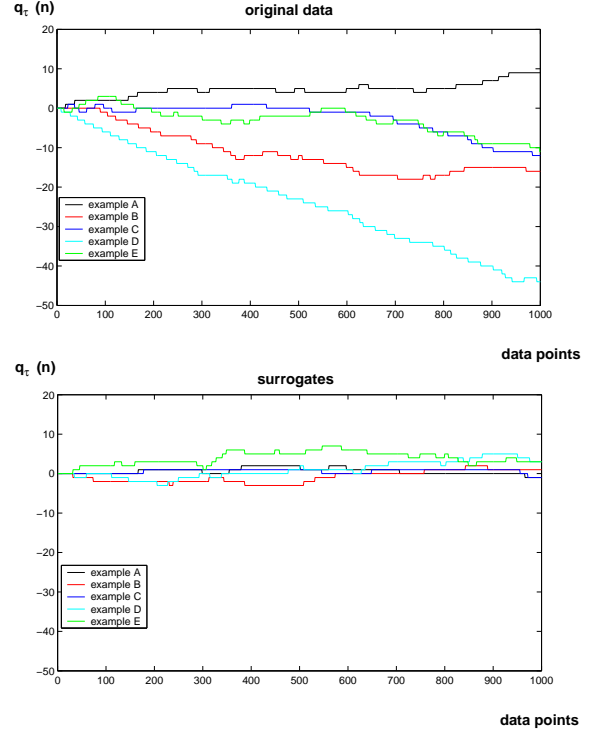 q_τ (n)
original data
20
10
0
−10
−20
−30
−40
−50
example A
example B
example C
example D
example E
0 100 200 300 400 500 600 700 800 900 1000
data points
q_τ (n)
surrogates
20
10
0
−10
−20
−30
−40
−50
example A
example B
example C
example D
example E
0 100 200 300 400 500 600 700 800 900 1000
data points